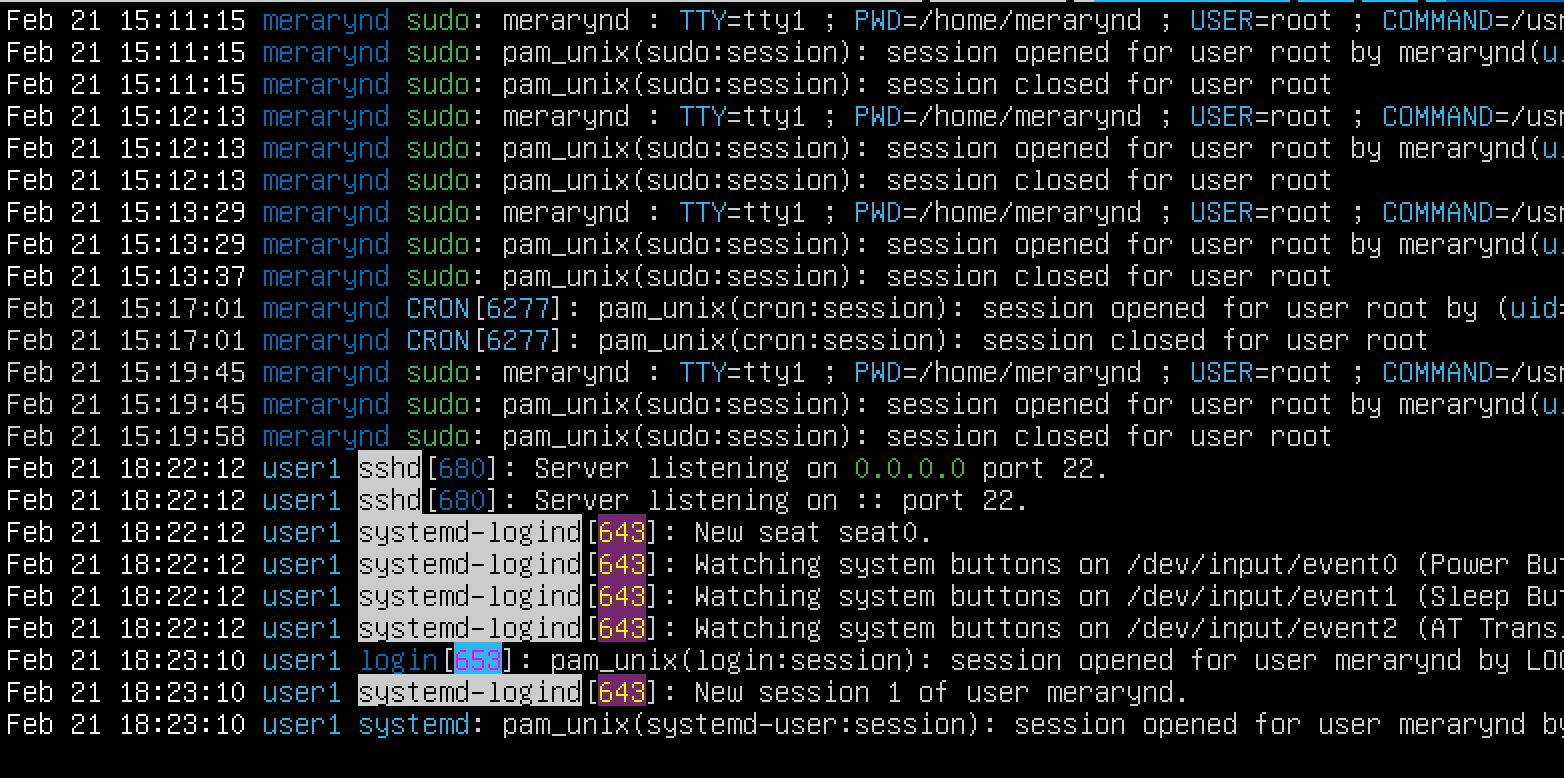 Feb 21 15:11:15 merarynd sudo: merarynd : TTY=tty1 ; PWD=/home/merarynd ; USER=root ; COMMAND=/usr
Feb 21 15:11:15 merarynd sudo: pam_unix(sudo:session): session opened for user root by merarynd(u
Feb 21 15:11:15 merarynd sudo: pam_unix(sudo:session): session closed for user root
Feb 21 15:12:13 merarynd sudo: merarynd : TTY=tty1 ; PWD=/home/merarynd ; USER=root ; COMMAND=/usr
Feb 21 15:12:13 merarynd sudo: pam_unix(sudo:session): session opened for user root by merarynd(u
Feb 21 15:12:13 merarynd sudo: pam_unix(sudo:session): session closed for user root
Feb 21 15:13:29 merarynd sudo: merarynd : TTY=tty1 ; PWD=/home/merarynd ; USER=root ; COMMAND=/usr
Feb 21 15:13:29 merarynd sudo: pam_unix(sudo:session): session opened for user root by merarynd(u
Feb 21 15:13:37 merarynd sudo: pam_unix(sudo:session): session closed for user root
Feb 21 15:17:01 merarynd CRON[6277]: pam_unix(cron:session): session opened for user root by (uid=
Feb 21 15:17:01 merarynd CRON[6277]: pam_unix(cron:session): session closed for user root
Feb 21 15:19:45 merarynd sudo: merarynd : TTY=tty1 ; PWD=/home/merarynd ; USER=root ; COMMAND=/usr
Feb 21 15:19:45 merarynd sudo: pam_unix(sudo:session): session opened for user root by merarynd(u
Feb 21 15:19:58 merarynd sudo: pam_unix(sudo:session): session closed for user root
Feb 21 18:22:12 user1 sshd[680]: Server listening on 0.0.0.0 port 22.
Feb 21 18:22:12 user1 sshd[680]: Server listening on :: port 22.
Feb 21 18:22:12 user1 systemd-logind[643]: New seat seat0.
Feb 21 18:22:12 user1 systemd-logind[643]: Watching system buttons on /dev/input/event0 (Power But
Feb 21 18:22:12 user1 systemd-logind[643]: Watching system buttons on /dev/input/event1 (Sleep But
Feb 21 18:22:12 user1 systemd-logind[643]: Watching system buttons on /dev/input/event2 (AT Trans
Feb 21 18:23:10 user1 login[653]: pam_unix(login:session): session opened for user merarynd by LOG
Feb 21 18:23:10 user1 systemd-logind[643]: New session 1 of user merarynd.
Feb 21 18:23:10 user1 systemd: pam_unix(systemd-user:session): session opened for user merarynd by